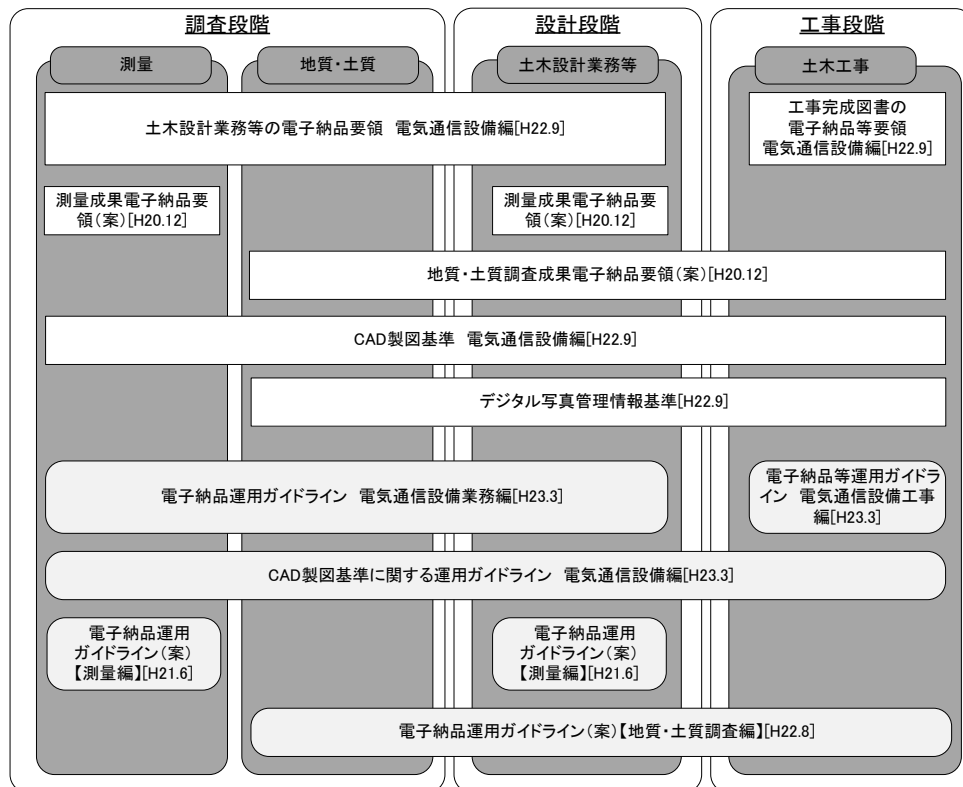 調査段階
設計段階
工事段階
測量
地質・土質
土木設計業務等
土木工事
土木設計業務等の電子納品要領　電気通信設備編[H22.9]
工事完成図書の
電子納品等要領
電気通信設備編[H22.9]
測量成果電子納品要
領（案）[H20.12]
測量成果電子納品要
領（案）[H20.12]
地質・土質調査成果電子納品要領（案）[H20.12]
CAD製図基準　電気通信設備編[H22.9]
デジタル写真管理情報基準[H22.9]
電子納品運用ガイドライン　電気通信設備業務編[H23.3]
電子納品等運用ガイドラ
イン　電気通信設備工事
編[H23.3]
CAD製図基準に関する運用ガイドライン　電気通信設備編[H23.3]
電子納品運用
ガイドライン（案）
【測量編】[H21.6]
電子納品運用
ガイドライン（案）
【測量編】[H21.6]
電子納品運用ガイドライン（案）【地質・土質調査編】[H22.8]